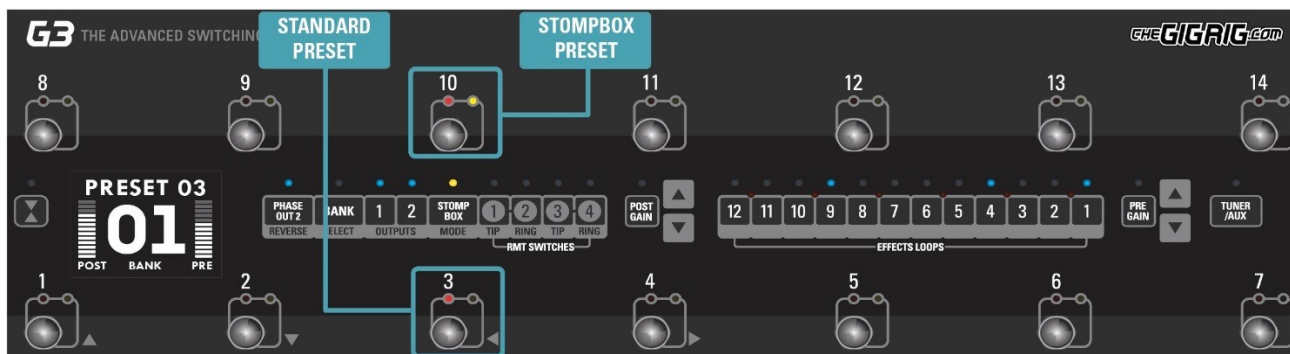 G3 THE ADVANCED SWITCHING
STANDARD
PRESET
STOMPBOX
PRESET
THEGIGRIG.COM
8 9 10 11 12 13 14
PRESET 03
01
POST BANK PRE
PHASE OUT 2
REVERSE
BANK
SELECT
1 2
OUTPUTS
STOMP BOX
MODE
1 2 3 4
TIP RING TIP RING
RMT SWITCHES
POST GAIN
12 11 10 9 8 7 6 5 4 3 2 1
EFFECTS LOOPS
PRE GAIN
TUNER /AUX
1 2 3 4 5 6 7